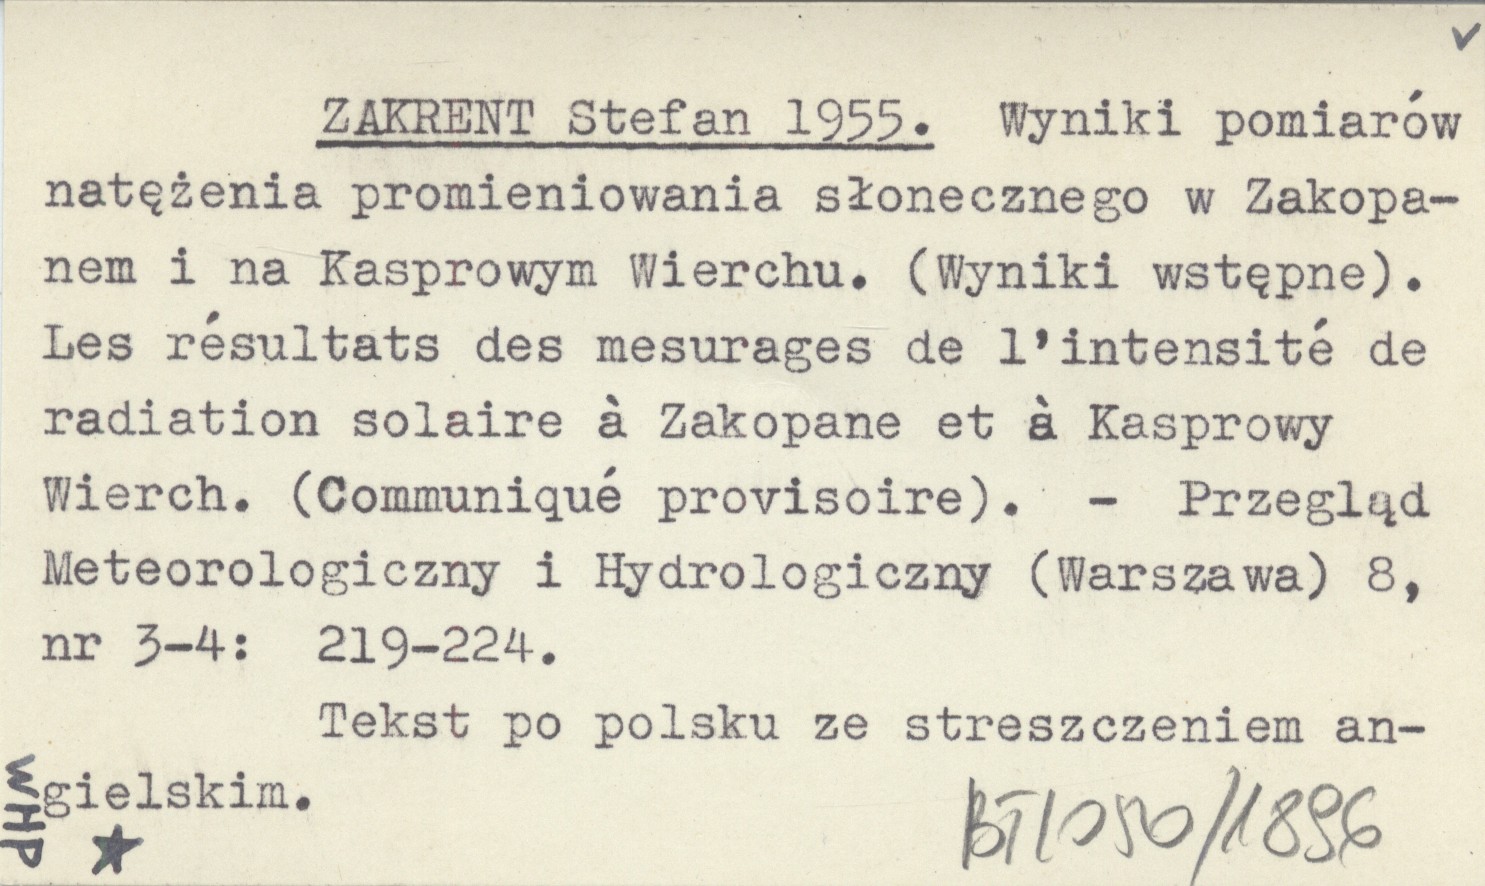 ZAKRENT Stefan 1955. Wyniki pomiarów
natężenia promieniowania słonecznego w Zakopa-
nem i na Kasprowym Wierchu. (Wyniki wstępne).
Les résultats des mesurages de l'intensité de
radiation solaire à Zakopane et à Kasprowy
Wierch. (Communiqué provisoire). - Przegląd
Meteorologiczny i Hydrologiczny (Warszawa) 8,
nr 3-4: 219-224.
Tekst po polsku ze streszczeniem an-
gielskim.
WHP